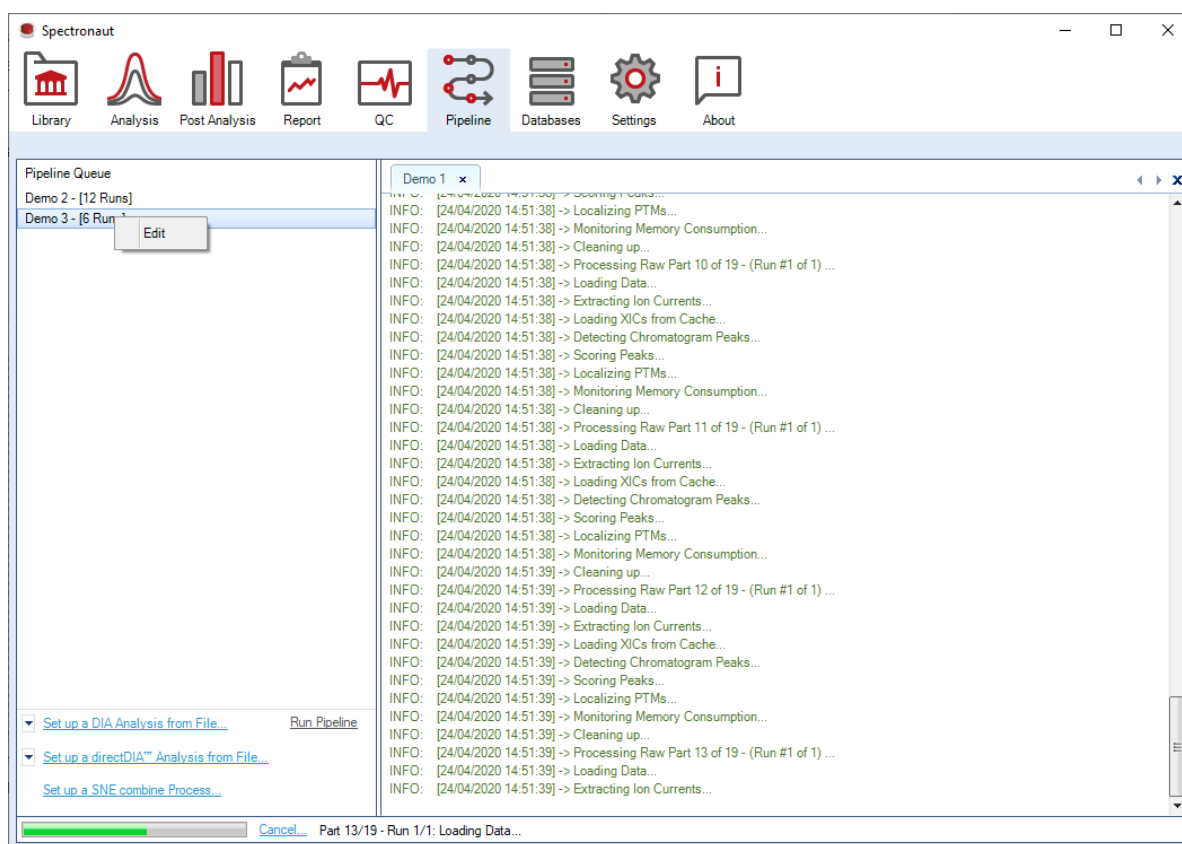 Spectronaut
Library Analysis Post Analysis Report QC Pipeline Databases Settings About
Pipeline Queue
Demo 2 - [12 Runs]
Demo 3 - [6 Runs]
Edit
Set up a DIA Analysis from File... Run Pipeline
Set up a directDIA™ Analysis from File...
Set up a SNE combine Process...
Demo 1 x
INFO: [24/04/2020 14:51:38] -> Scoring Peaks...
INFO: [24/04/2020 14:51:38] -> Localizing PTMs...
INFO: [24/04/2020 14:51:38] -> Monitoring Memory Consumption...
INFO: [24/04/2020 14:51:38] -> Cleaning up...
INFO: [24/04/2020 14:51:38] -> Processing Raw Part 10 of 19 - (Run #1 of 1) ...
INFO: [24/04/2020 14:51:38] -> Loading Data...
INFO: [24/04/2020 14:51:38] -> Extracting Ion Currents...
INFO: [24/04/2020 14:51:38] -> Loading XICs from Cache...
INFO: [24/04/2020 14:51:38] -> Detecting Chromatogram Peaks...
INFO: [24/04/2020 14:51:38] -> Scoring Peaks...
INFO: [24/04/2020 14:51:38] -> Localizing PTMs...
INFO: [24/04/2020 14:51:38] -> Monitoring Memory Consumption...
INFO: [24/04/2020 14:51:38] -> Cleaning up...
INFO: [24/04/2020 14:51:38] -> Processing Raw Part 11 of 19 - (Run #1 of 1) ...
INFO: [24/04/2020 14:51:38] -> Loading Data...
INFO: [24/04/2020 14:51:38] -> Extracting Ion Currents...
INFO: [24/04/2020 14:51:38] -> Loading XICs from Cache...
INFO: [24/04/2020 14:51:38] -> Detecting Chromatogram Peaks...
INFO: [24/04/2020 14:51:38] -> Scoring Peaks...
INFO: [24/04/2020 14:51:38] -> Localizing PTMs...
INFO: [24/04/2020 14:51:38] -> Monitoring Memory Consumption...
INFO: [24/04/2020 14:51:39] -> Cleaning up...
INFO: [24/04/2020 14:51:39] -> Processing Raw Part 12 of 19 - (Run #1 of 1) ...
INFO: [24/04/2020 14:51:39] -> Loading Data...
INFO: [24/04/2020 14:51:39] -> Extracting Ion Currents...
INFO: [24/04/2020 14:51:39] -> Loading XICs from Cache...
INFO: [24/04/2020 14:51:39] -> Detecting Chromatogram Peaks...
INFO: [24/04/2020 14:51:39] -> Scoring Peaks...
INFO: [24/04/2020 14:51:39] -> Localizing PTMs...
INFO: [24/04/2020 14:51:39] -> Monitoring Memory Consumption...
INFO: [24/04/2020 14:51:39] -> Cleaning up...
INFO: [24/04/2020 14:51:39] -> Processing Raw Part 13 of 19 - (Run #1 of 1) ...
INFO: [24/04/2020 14:51:39] -> Loading Data...
INFO: [24/04/2020 14:51:39] -> Extracting Ion Currents...
Cancel... Part 13/19 - Run 1/1: Loading Data...